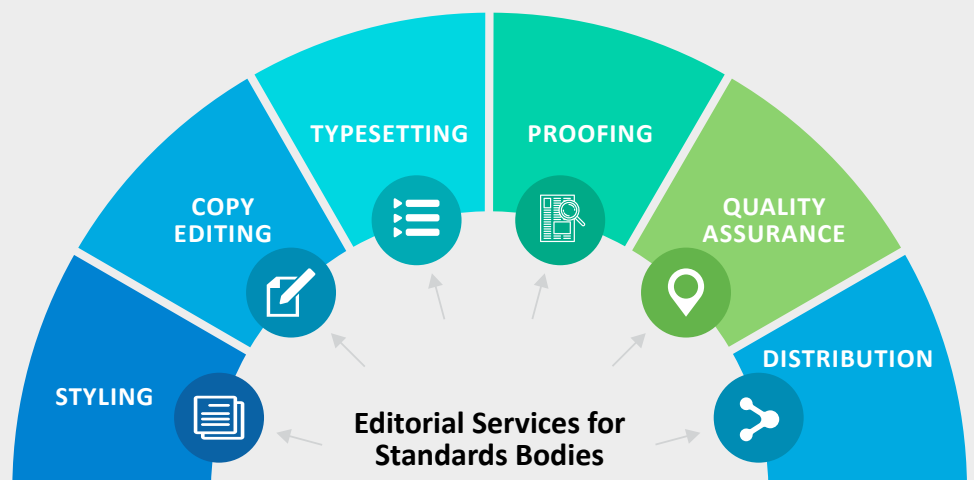 STYLING
COPY
EDITING
TYPESETTING
PROOFING
QUALITY
ASSURANCE
DISTRIBUTION
Editorial Services for
Standards Bodies